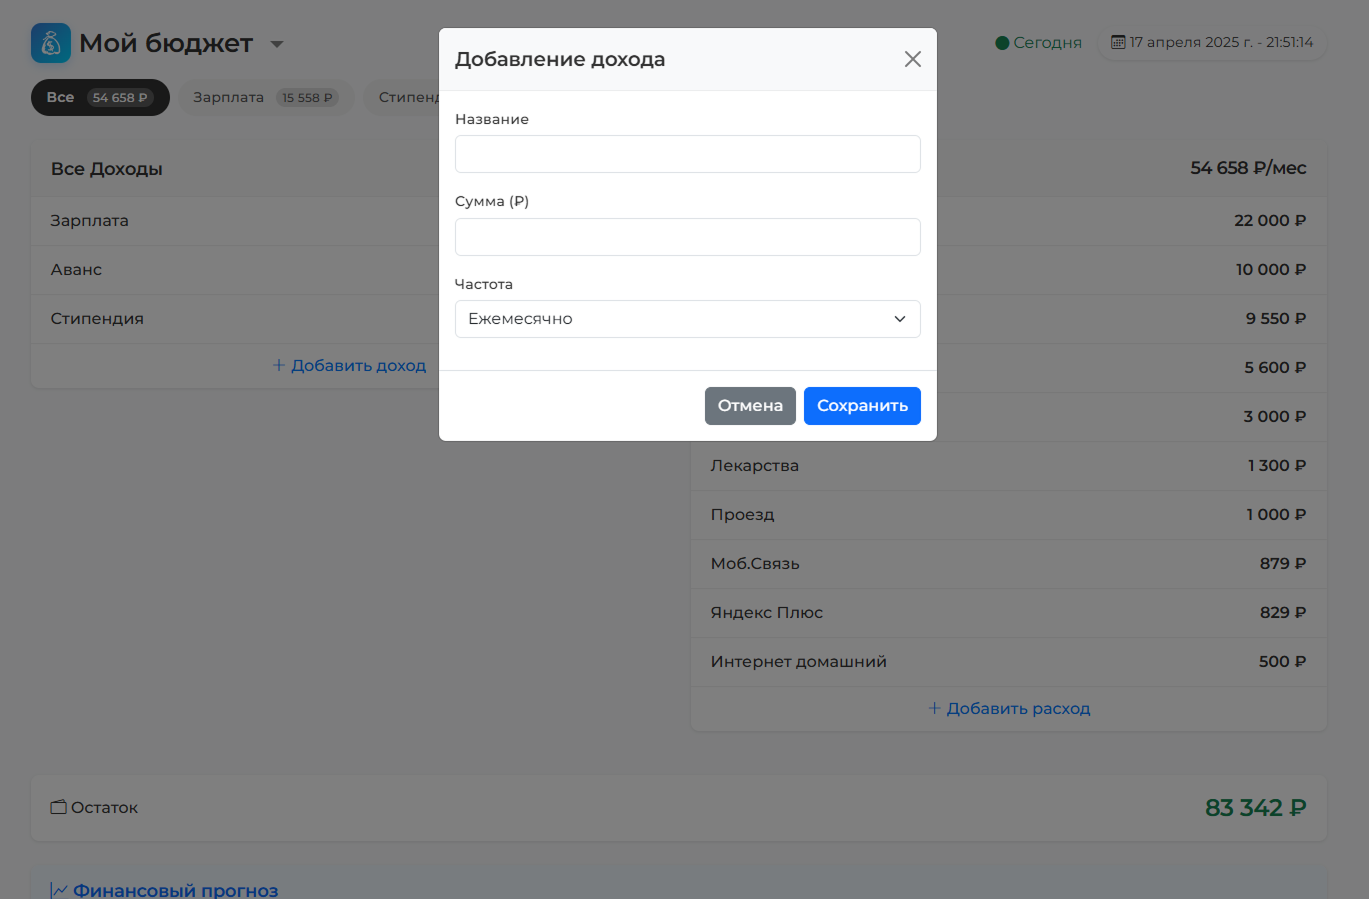 Мой бюджет
Сегодня
17 апреля 2025 г. - 21:51:14
Все 54 658 ₽
Зарплата 15 558 ₽
Стипенд
Добавление дохода
Название
Сумма (₽)
Частота
Ежемесячно
Отмена
Сохранить
Все Доходы
Зарплата
Аванс
Стипендия
+ Добавить доход
54 658 ₽/мес
22 000 ₽
10 000 ₽
9 550 ₽
5 600 ₽
3 000 ₽
Лекарства 1 300 ₽
Проезд 1 000 ₽
Моб.Связь 879 ₽
Яндекс Плюс 829 ₽
Интернет домашний 500 ₽
+ Добавить расход
Остаток 83 342 ₽
Финансовый прогноз